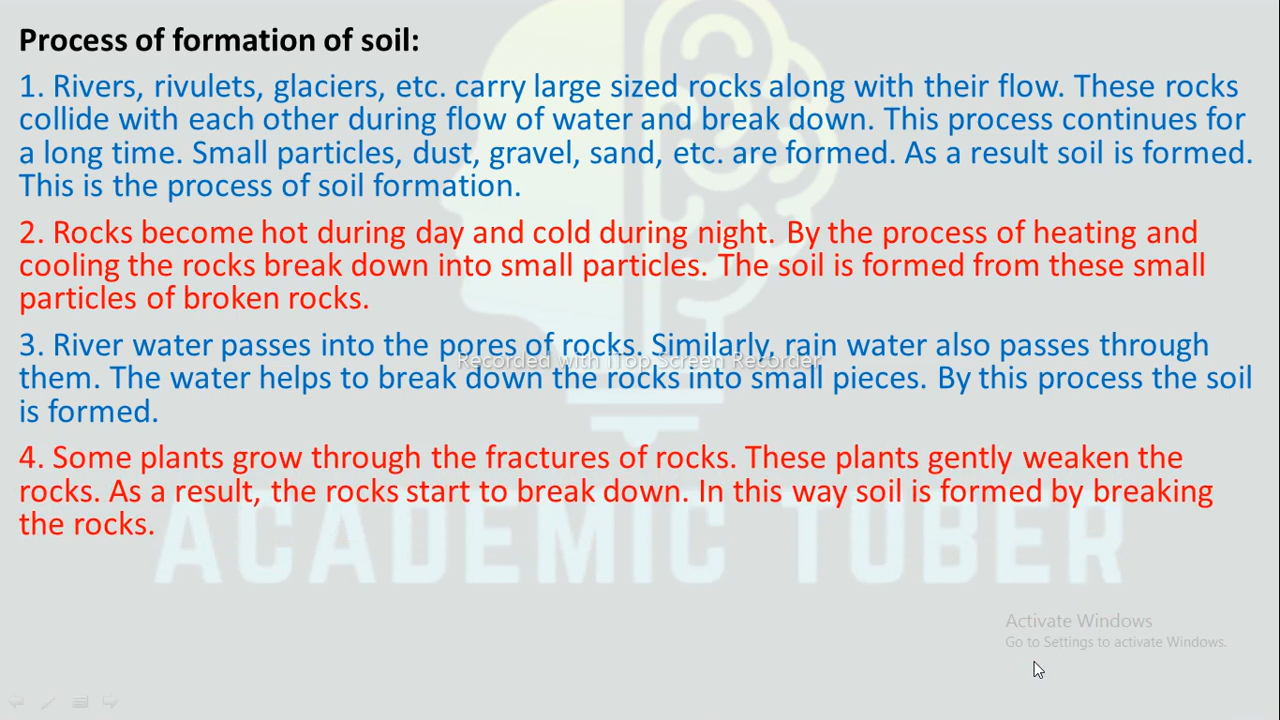 Process of formation of soil:
1. Rivers, rivulets, glaciers, etc. carry large sized rocks along with their flow. These rocks
collide with each other during flow of water and break down. This process continues for
a long time. Small particles, dust, gravel, sand, etc. are formed. As a result soil is formed.
This is the process of soil formation.
2. Rocks become hot during day and cold during night. By the process of heating and
cooling the rocks break down into small particles. The soil is formed from these small
particles of broken rocks.
3. River water passes into the pores of rocks. Similarly, rain water also passes through
Recorded with iTop Screen Recorder
them. The water helps to break down the rocks into small pieces. By this process the soil
is formed.
4. Some plants grow through the fractures of rocks. These plants gently weaken the
rocks. As a result, the rocks start to break down. In this way soil is formed by breaking
the rocks.
ACADEMIC TUBER
Activate Windows
Go to Settings to activate Windows.